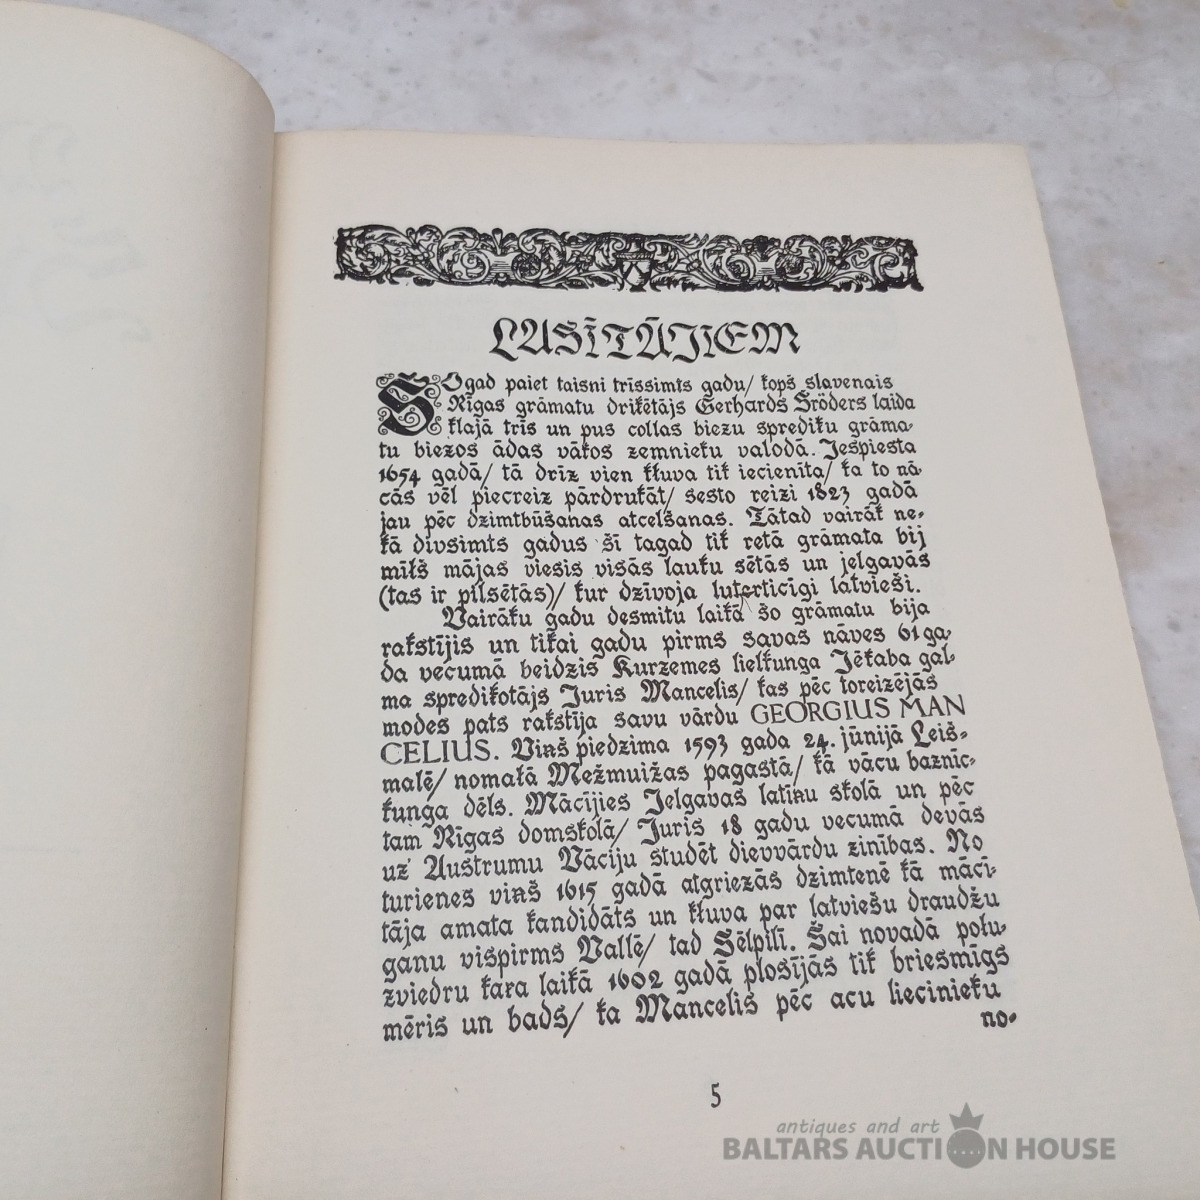 LASĪTĀJIEM
ŠOgad paiet taisni trīssimts gadu/ kopš slavenais
Rīgas grāmatu drikētājs Gerhards Šröders laida
klajā trīs un pus collas biezu sprediķu grāma-
tu biezos ādas vākos zemnieku valodā. Iespiesta
1654 gadā/ tā drīz vien kļuva tik iecienīta/ ka to nā-
cās vēl piecreiz pārdrukāt/ sesto reizi 1823 gadā
jau pēc dzimtbūšanas atcelšanas. Tātad vairāk ne-
kā divsimts gadus šī tagad tik retā grāmata bij
mīļš mājas viesis visās lauku sētās un jelgavās
(tas ir pilsētās)/ kur dzīvoja luterticīgi latvieši.
Vairāku gadu desmitu laikā šo grāmatu bija
rakstījis un tikai gadu pirms savas nāves 61 ga-
da vecumā beidzis Kurzemes lielkunga Jēkaba gal-
ma sprediķotājs Juris Mancelis/ kas pēc toreizējās
modes pats rakstīja savu vārdu GEORGIUS MAN
CELIUS. Viņš piedzima 1593 gada 24. jūnijā Leiš-
malē/ nomaļā Mežmuižas pagastā/ kā vācu baznīc-
kunga dēls. Mācījies Jelgavas latīņu skolā un pēc
tam Rīgas domskolā/ Juris 18 gadu vecumā devās
uz Austrumu Vāciju studēt dievvārdu zinības. No
turienes viņš 1615 gadā atgriezās dzimtenē kā mācī-
tāja amata kandidāts un kļuva par latviešu draudžu
ganu vispirms Vallē/ tad Sēlpilī. Šai novadā poļu-
zviedru kara laikā 1602 gadā plosījās tik briesmīgs
mēris un bads/ ka Mancelis pēc acu liecinieku
no-
5
antiques and art
BALTARS AUCTION HOUSE